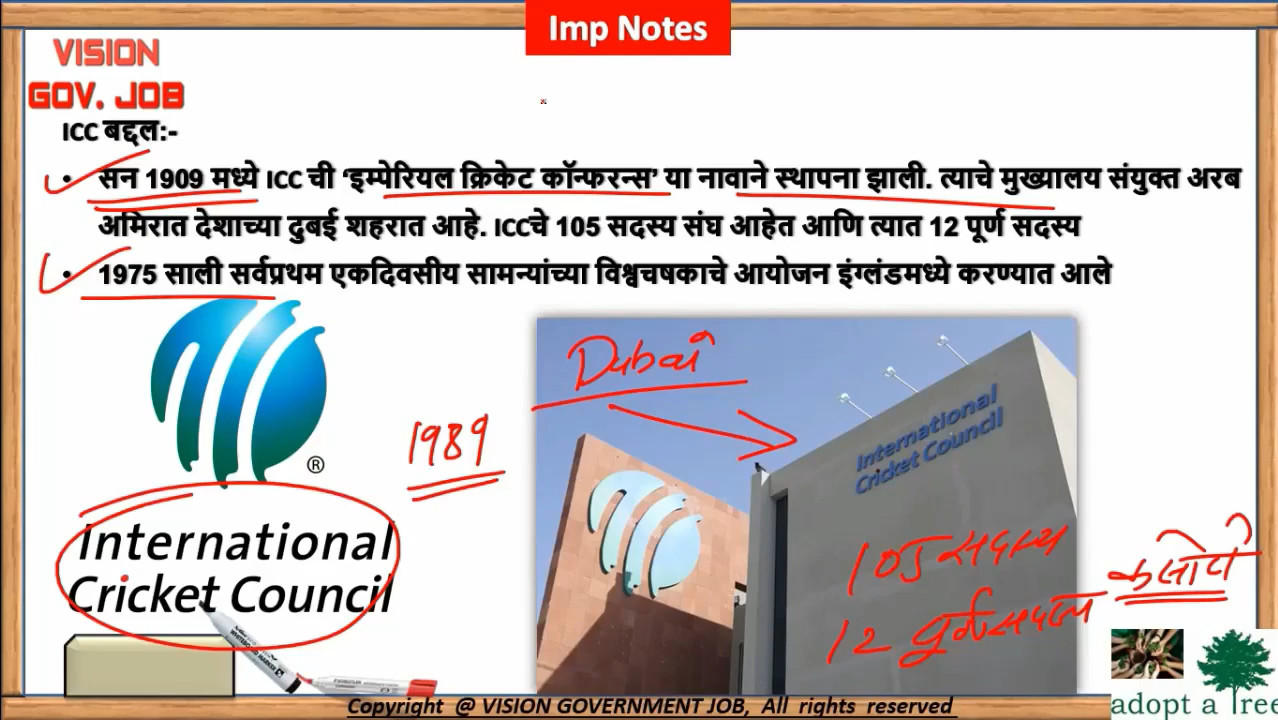 Imp Notes
VISION
GOV. JOB
ICC बद्दल:-
• सन 1909 मध्ये ICC ची ‘इम्पेरियल क्रिकेट कॉन्फरन्स’ या नावाने स्थापना झाली. त्याचे मुख्यालय संयुक्त अरब
अमिरात देशाच्या दुबई शहरात आहे. ICCचे 105 सदस्य संघ आहेत आणि त्यात 12 पूर्ण सदस्य
• 1975 साली सर्वप्रथम एकदिवसीय सामन्यांच्या विश्वचषकाचे आयोजन इंग्लंडमध्ये करण्यात आले
Dubai
1989
International
Cricket Council
®
International
Cricket Council
105 सदस्य
12 पूर्ण सदस्य
कसोटी
adopt a Tree
Copyright @ VISION GOVERNMENT JOB, All rights reserved